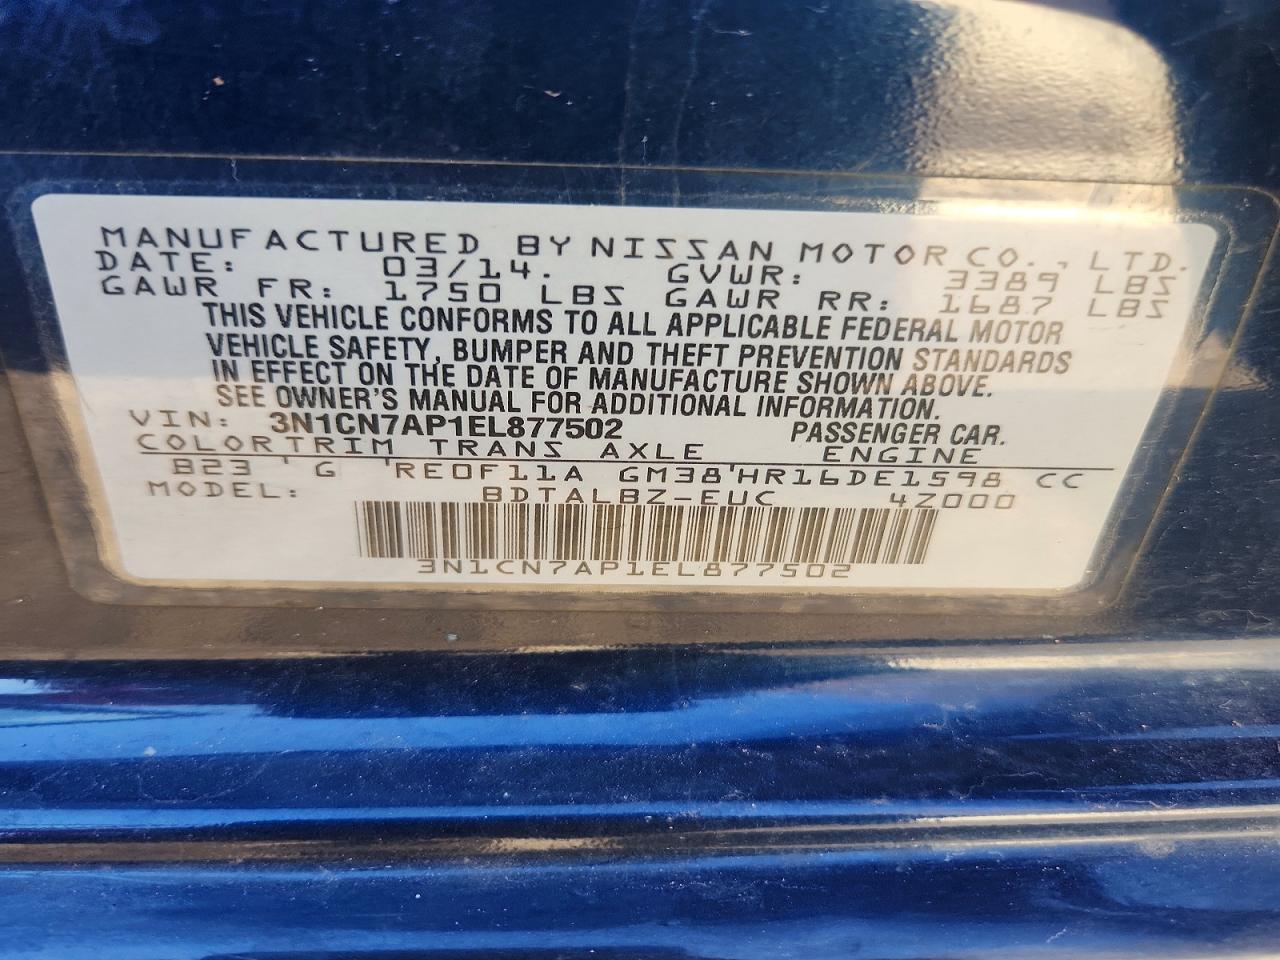 MANUFACTURED BY NISSAN MOTOR CO., LTD.
DATE: 03/14. GVWR: 3389 LBS
GAWR FR: 1750 LBS GAWR RR: 1687 LBS
THIS VEHICLE CONFORMS TO ALL APPLICABLE FEDERAL MOTOR
VEHICLE SAFETY, BUMPER AND THEFT PREVENTION STANDARDS
IN EFFECT ON THE DATE OF MANUFACTURE SHOWN ABOVE.
SEE OWNER'S MANUAL FOR ADDITIONAL INFORMATION.
VIN: 3N1CN7AP1EL877502 PASSENGER CAR.
COLOR TRIM TRANS AXLE ENGINE
B23 ' G 'RE0F11A GM38'HR16DE1598 CC
MODEL: BDTALBZ-EUC 4Z000
3N1CN7AP1EL877502